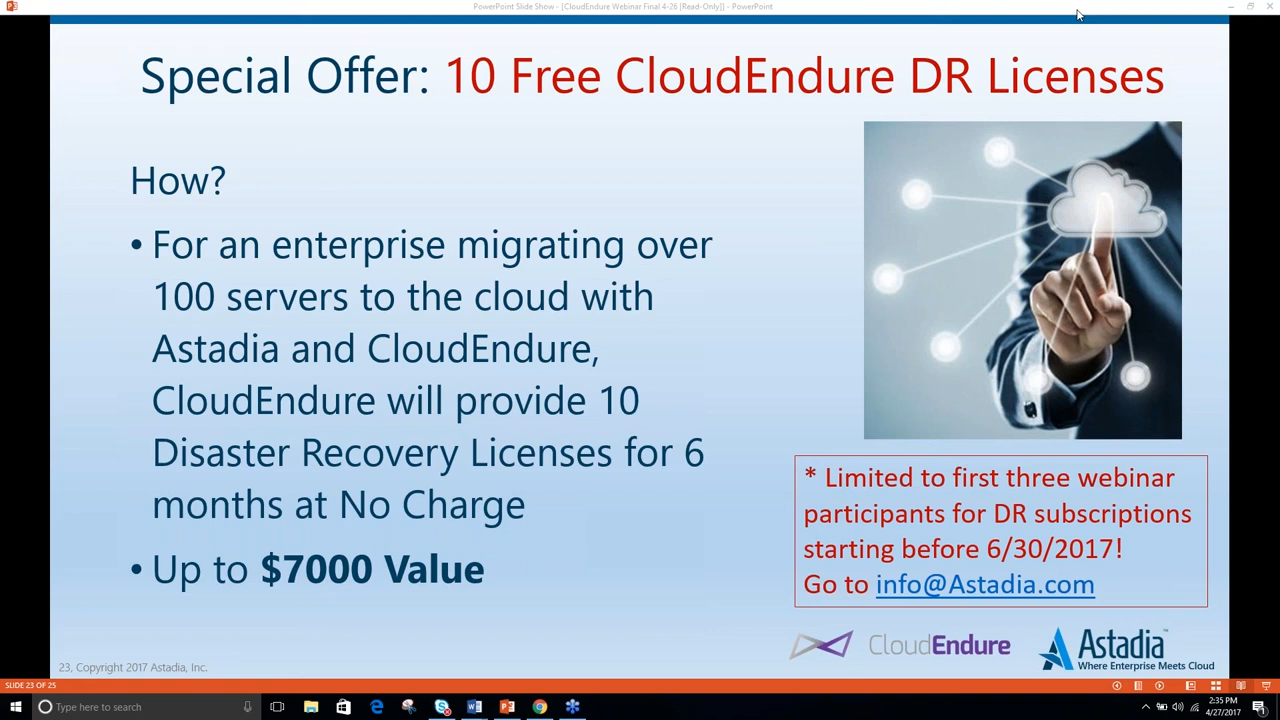 PowerPoint Slide Show - [CloudEndure Webinar Final 4-26 [Read-Only]] - PowerPoint
Special Offer: 10 Free CloudEndure DR Licenses
How?
• For an enterprise migrating over
100 servers to the cloud with
Astadia and CloudEndure,
CloudEndure will provide 10
Disaster Recovery Licenses for 6
months at No Charge
• Up to $7000 Value
* Limited to first three webinar
participants for DR subscriptions
starting before 6/30/2017!
Go to info@Astadia.com
CloudEndure
Astadia™
Where Enterprise Meets Cloud
23, Copyright 2017 Astadia, Inc.
SLIDE 23 OF 25
Type here to search
2:35 PM
4/27/2017